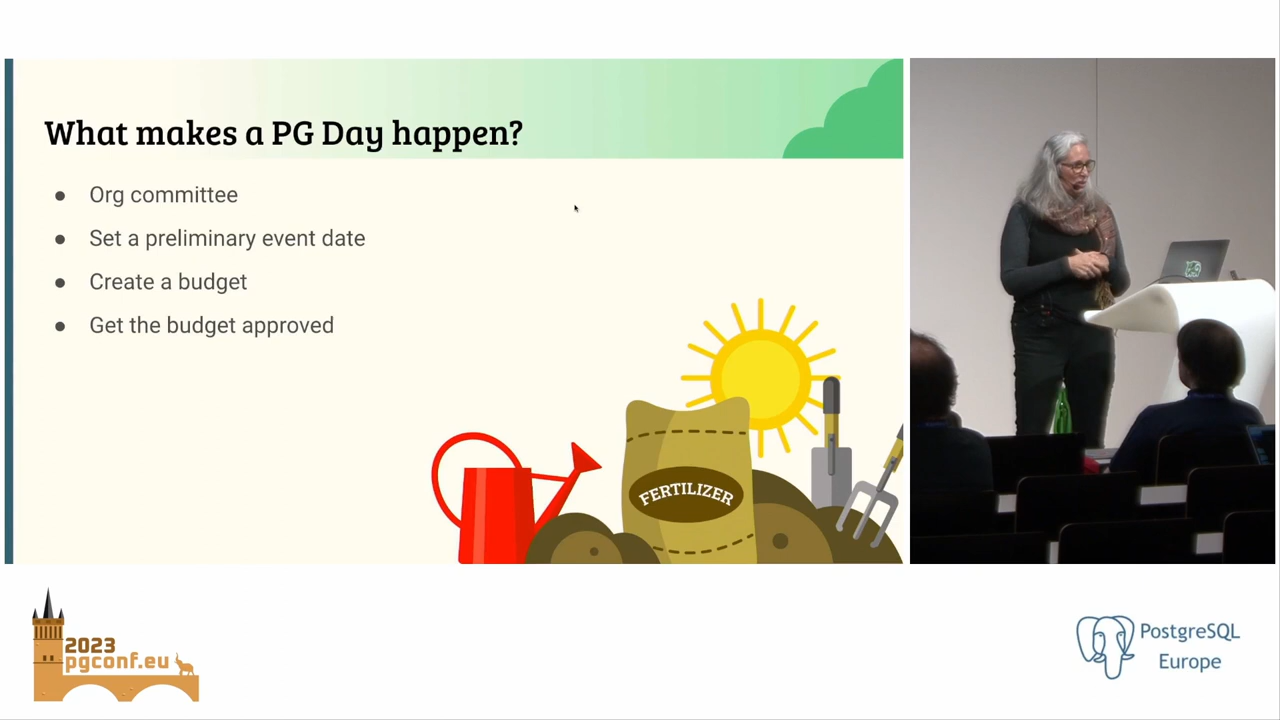 What makes a PG Day happen?
● Org committee
● Set a preliminary event date
● Create a budget
● Get the budget approved
FERTILIZER
2023
pgconf.eu
PostgreSQL
Europe